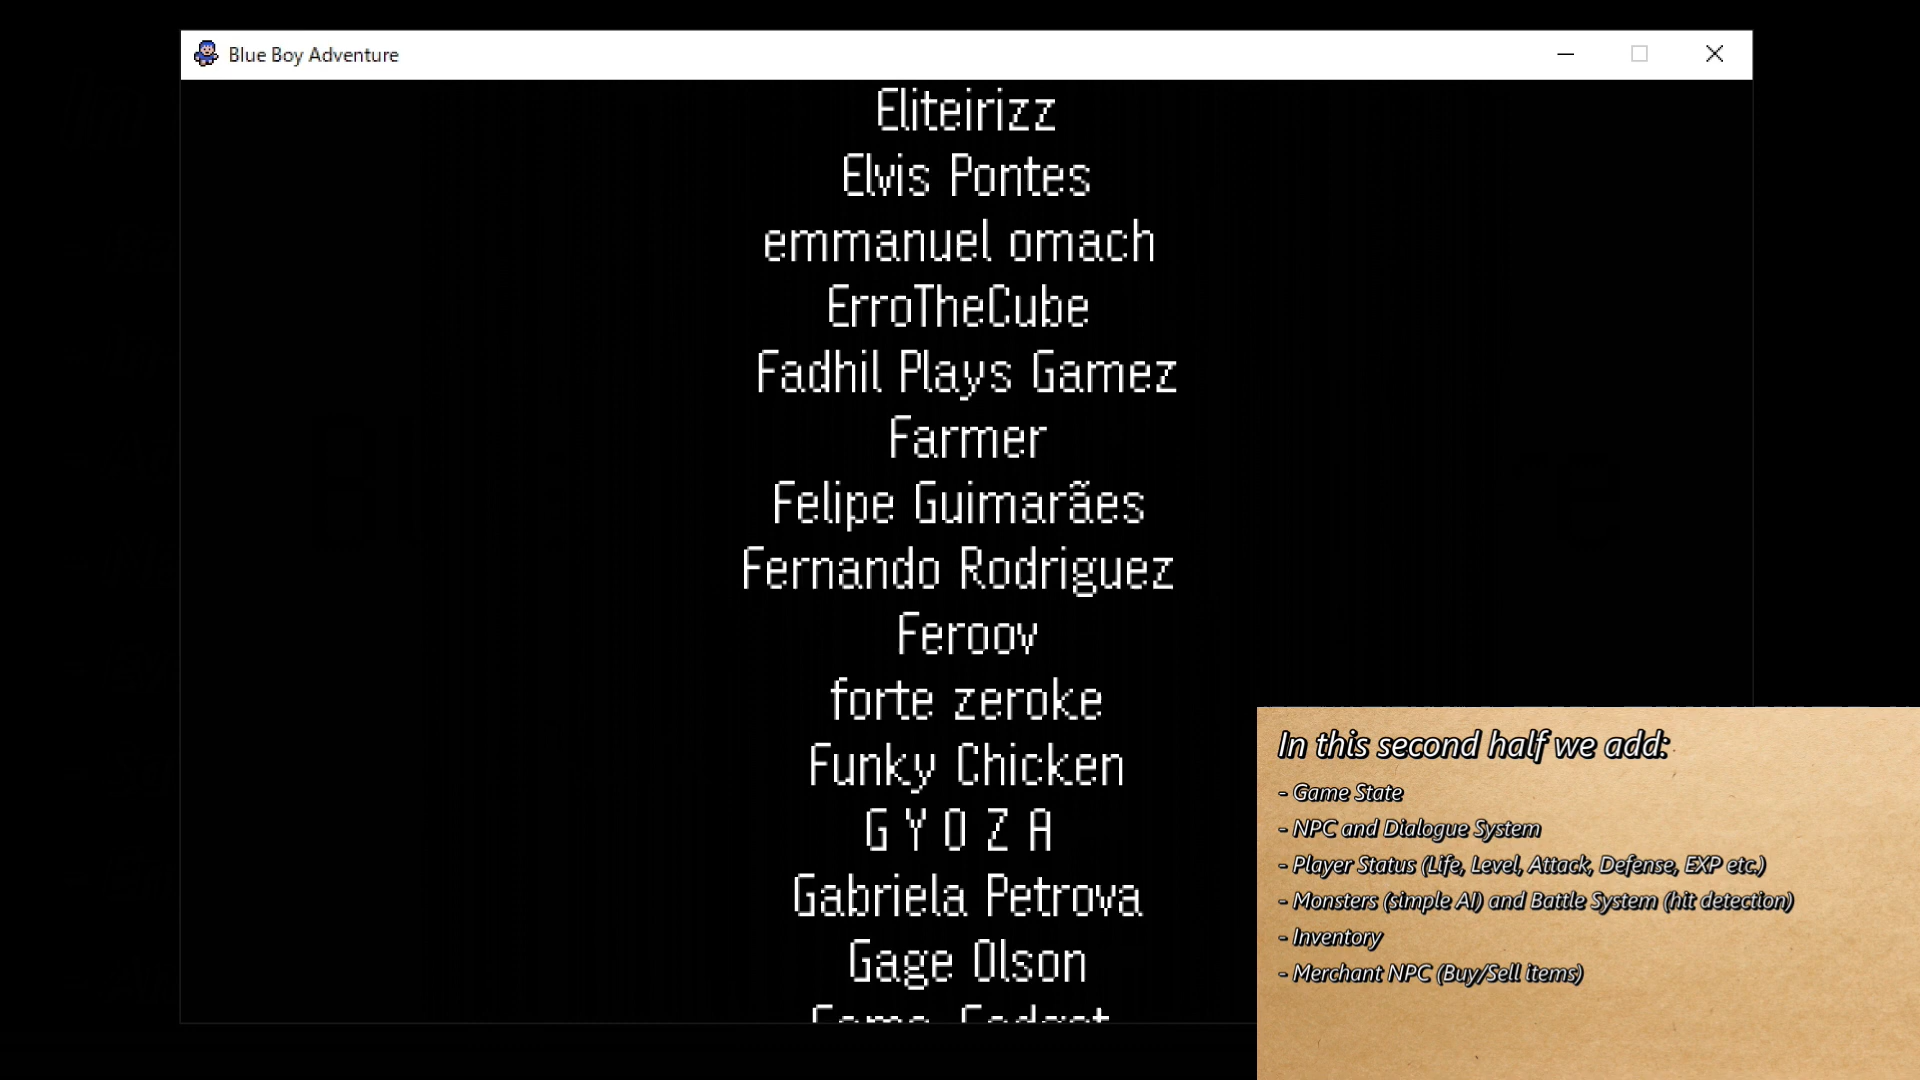 Blue Boy Adventure
Eliteirizz
Elvis Pontes
emmanuel omach
ErroTheCube
Fadhil Plays Gamez
Farmer
Felipe Guimarães
Fernando Rodriguez
Feroov
forte zeroke
Funky Chicken
G Y O Z A
Gabriela Petrova
Gage Olson
In this second half we add:
- Game State
- NPC and Dialogue System
- Player Status (Life, Level, Attack, Defense, EXP etc.)
- Monsters (simple AI) and Battle System (hit detection)
- Inventory
- Merchant NPC (Buy/Sell items)